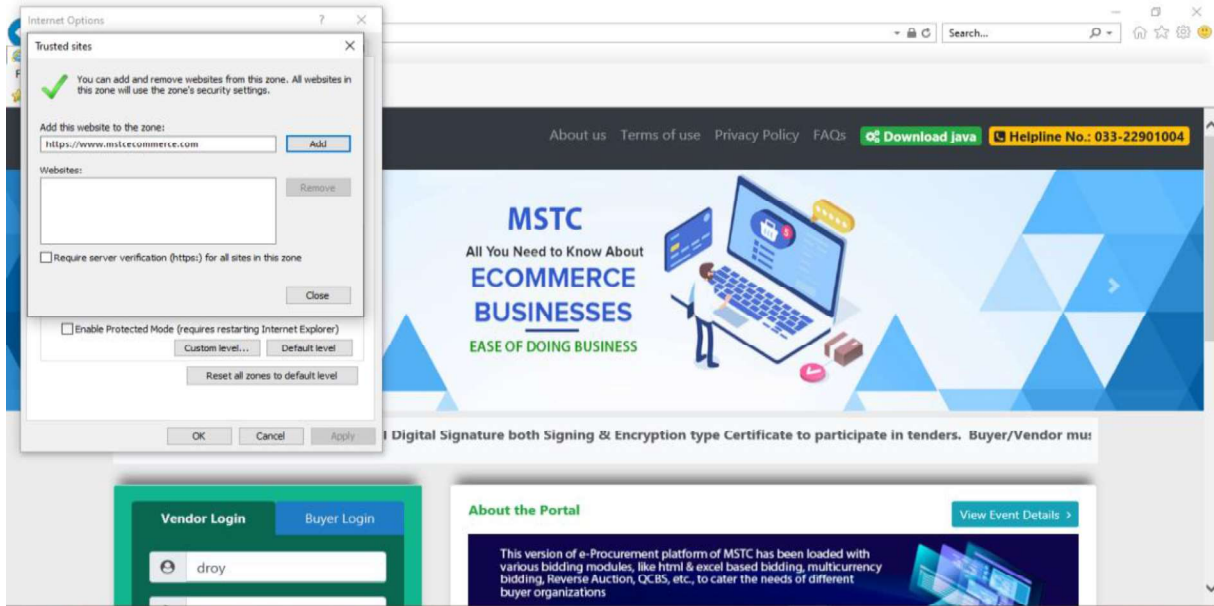 Internet Options
Trusted sites
You can add and remove websites from this zone. All websites in
this zone will use the zone's security settings.
Add this website to the zone:
https://www.mstcecommerce.com
Add
Websites:
Remove
Require server verification (https:) for all sites in this zone
Close
Enable Protected Mode (requires restarting Internet Explorer)
Custom level... Default level
Reset all zones to default level
OK Cancel Apply
Search...
About us Terms of use Privacy Policy FAQs Download java Helpline No.: 033-22901004
MSTC
All You Need to Know About
ECOMMERCE
BUSINESSES
EASE OF DOING BUSINESS
5
Digital Signature both Signing & Encryption type Certificate to participate in tenders. Buyer/Vendor
Vendor Login Buyer Login
droy
About the Portal
View Event Details
This version of e-Procurement platform of MSTC has been loaded with
various bidding modules, like html & excel based bidding, multicurrency
bidding, Reverse Auction, QCBS, etc., to cater the needs of different
buyer organizations